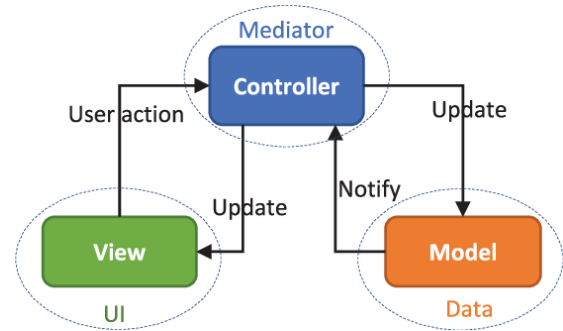 Mediator
Controller
User action
Update
Notify
Update
View
Model
UI
Data